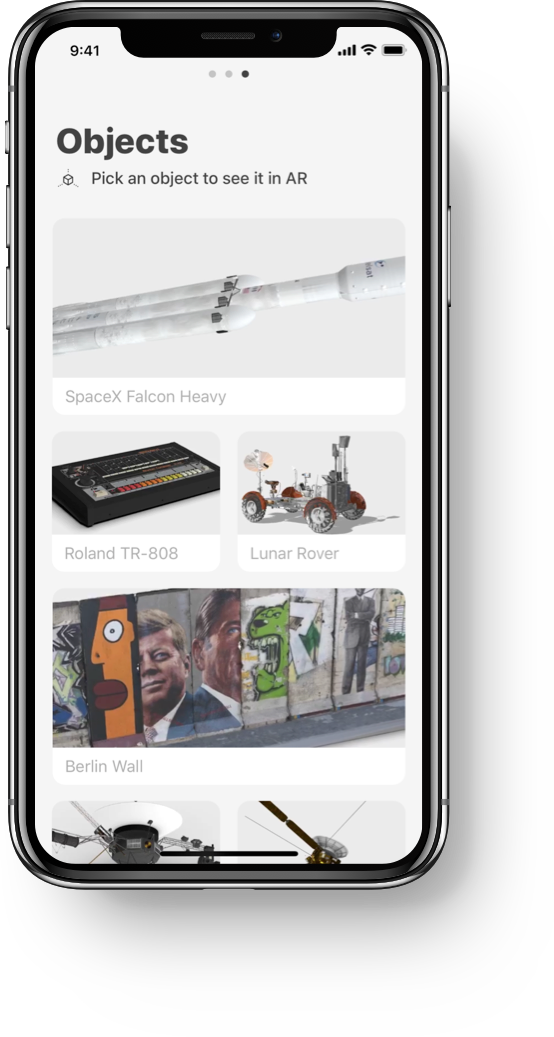 9:41
Objects
Pick an object to see it in AR
SpaceX Falcon Heavy
Roland TR-808
Lunar Rover
Berlin Wall